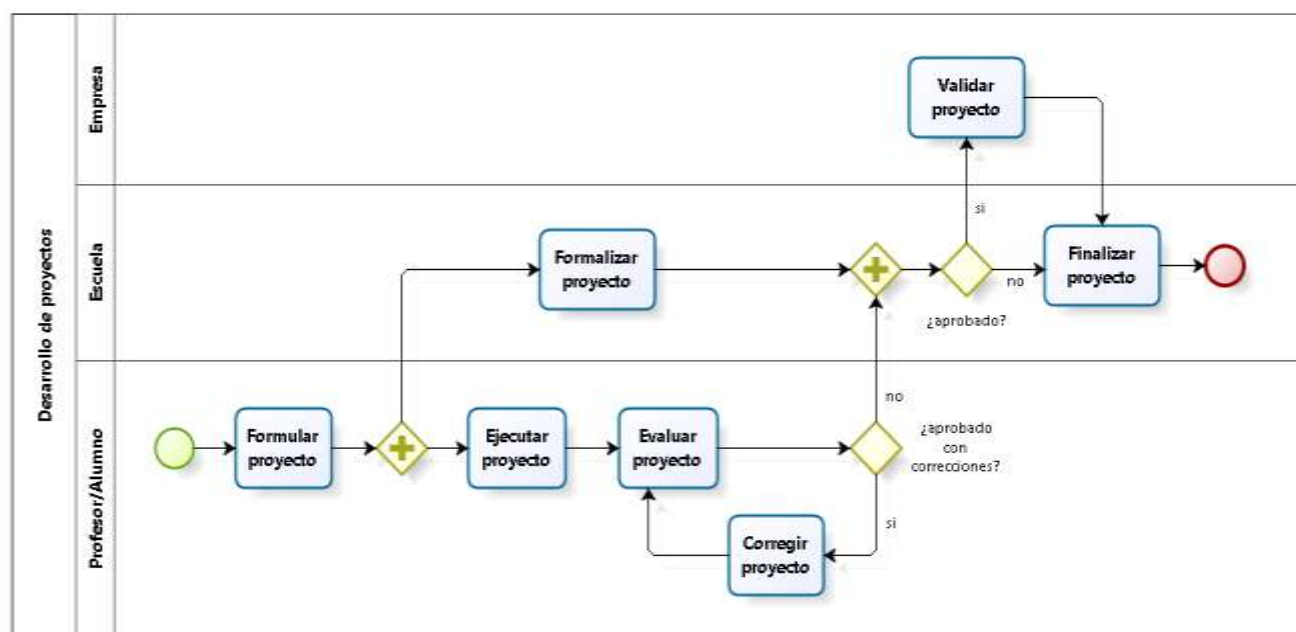 Desarrollo de proyectos
Empresa
Validar
proyecto
si
Escuela
Formalizar
proyecto
¿aprobado?
no
Finalizar
proyecto
Profesor/Alumno
Formular
proyecto
Ejecutar
proyecto
Evaluar
proyecto
no
¿aprobado
con
correcciones?
si
Corregir
proyecto